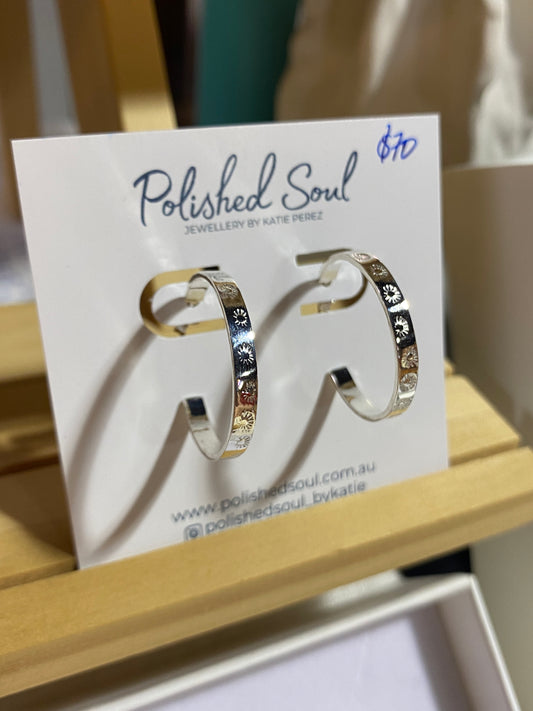 $70
Polished Soul
JEWELLERY BY KATIE PEREZ
www.polishedsoul.com.au
polishedsoul_bykatie